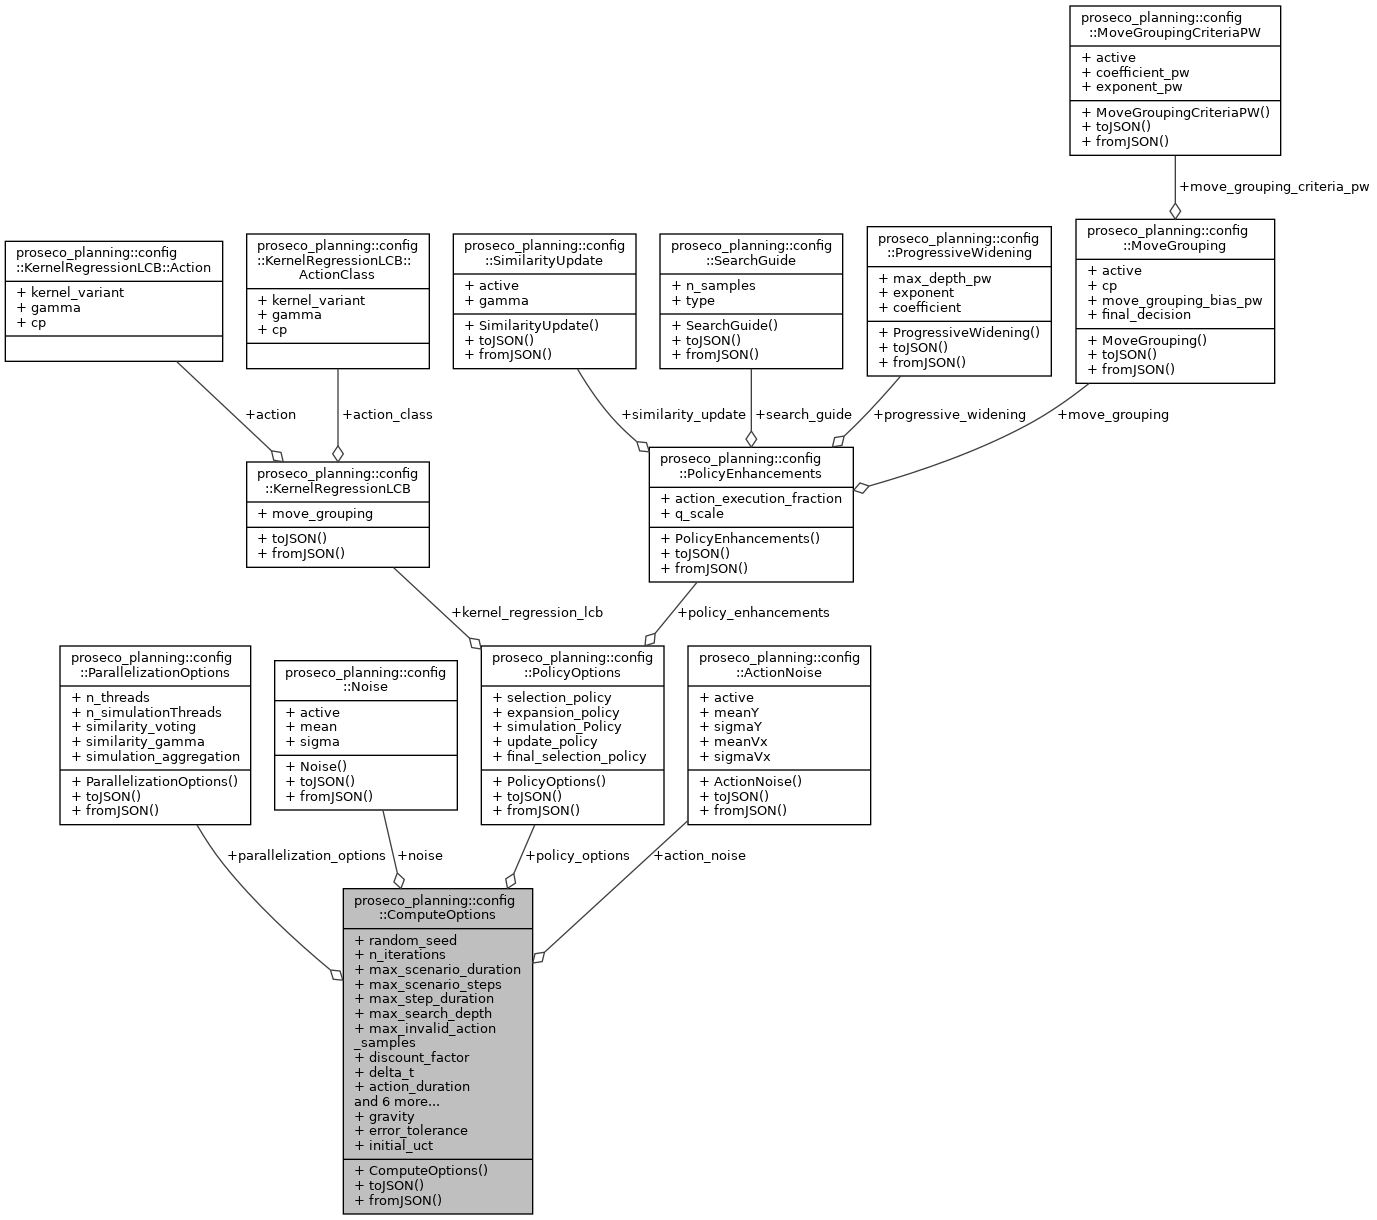 proseco_planning::config
::MoveGroupingCriteriaPW
+ active
+ coefficient_pw
+ exponent_pw
+ MoveGroupingCriteriaPW()
+ toJSON()
+ fromJSON()
+move_grouping_criteria_pw
proseco_planning::config
::KernelRegressionLCB::Action
+ kernel_variant
+ gamma
+ cp
proseco_planning::config
::KernelRegressionLCB::
ActionClass
+ kernel_variant
+ gamma
+ cp
proseco_planning::config
::SimilarityUpdate
+ active
+ gamma
+ SimilarityUpdate()
+ toJSON()
+ fromJSON()
proseco_planning::config
::SearchGuide
+ n_samples
+ type
+ SearchGuide()
+ toJSON()
+ fromJSON()
proseco_planning::config
::ProgressiveWidening
+ max_depth_pw
+ exponent
+ coefficient
+ ProgressiveWidening()
+ toJSON()
+ fromJSON()
proseco_planning::config
::MoveGrouping
+ active
+ cp
+ move_grouping_bias_pw
+ final_decision
+ MoveGrouping()
+ toJSON()
+ fromJSON()
+action
+action_class
+similarity_update
+search_guide
+progressive_widening
+move_grouping
proseco_planning::config
::KernelRegressionLCB
+ move_grouping
+ toJSON()
+ fromJSON()
proseco_planning::config
::PolicyEnhancements
+ action_execution_fraction
+ q_scale
+ PolicyEnhancements()
+ toJSON()
+ fromJSON()
+kernel_regression_lcb
+policy_enhancements
proseco_planning::config
::ParallelizationOptions
+ n_threads
+ n_simulationThreads
+ similarity_voting
+ similarity_gamma
+ simulation_aggregation
+ ParallelizationOptions()
+ toJSON()
+ fromJSON()
proseco_planning::config
::Noise
+ active
+ mean
+ sigma
+ Noise()
+ toJSON()
+ fromJSON()
proseco_planning::config
::PolicyOptions
+ selection_policy
+ expansion_policy
+ simulation_Policy
+ update_policy
+ final_selection_policy
+ PolicyOptions()
+ toJSON()
+ fromJSON()
proseco_planning::config
::ActionNoise
+ active
+ meanY
+ sigmaY
+ meanVx
+ sigmaVx
+ ActionNoise()
+ toJSON()
+ fromJSON()
+parallelization_options
+noise
+policy_options
+action_noise
proseco_planning::config
::ComputeOptions
+ random_seed
+ n_iterations
+ max_scenario_duration
+ max_scenario_steps
+ max_step_duration
+ max_search_depth
+ max_invalid_action
_samples
+ discount_factor
+ delta_t
+ action_duration
and 6 more...
+ gravity
+ error_tolerance
+ initial_uct
+ ComputeOptions()
+ toJSON()
+ fromJSON()